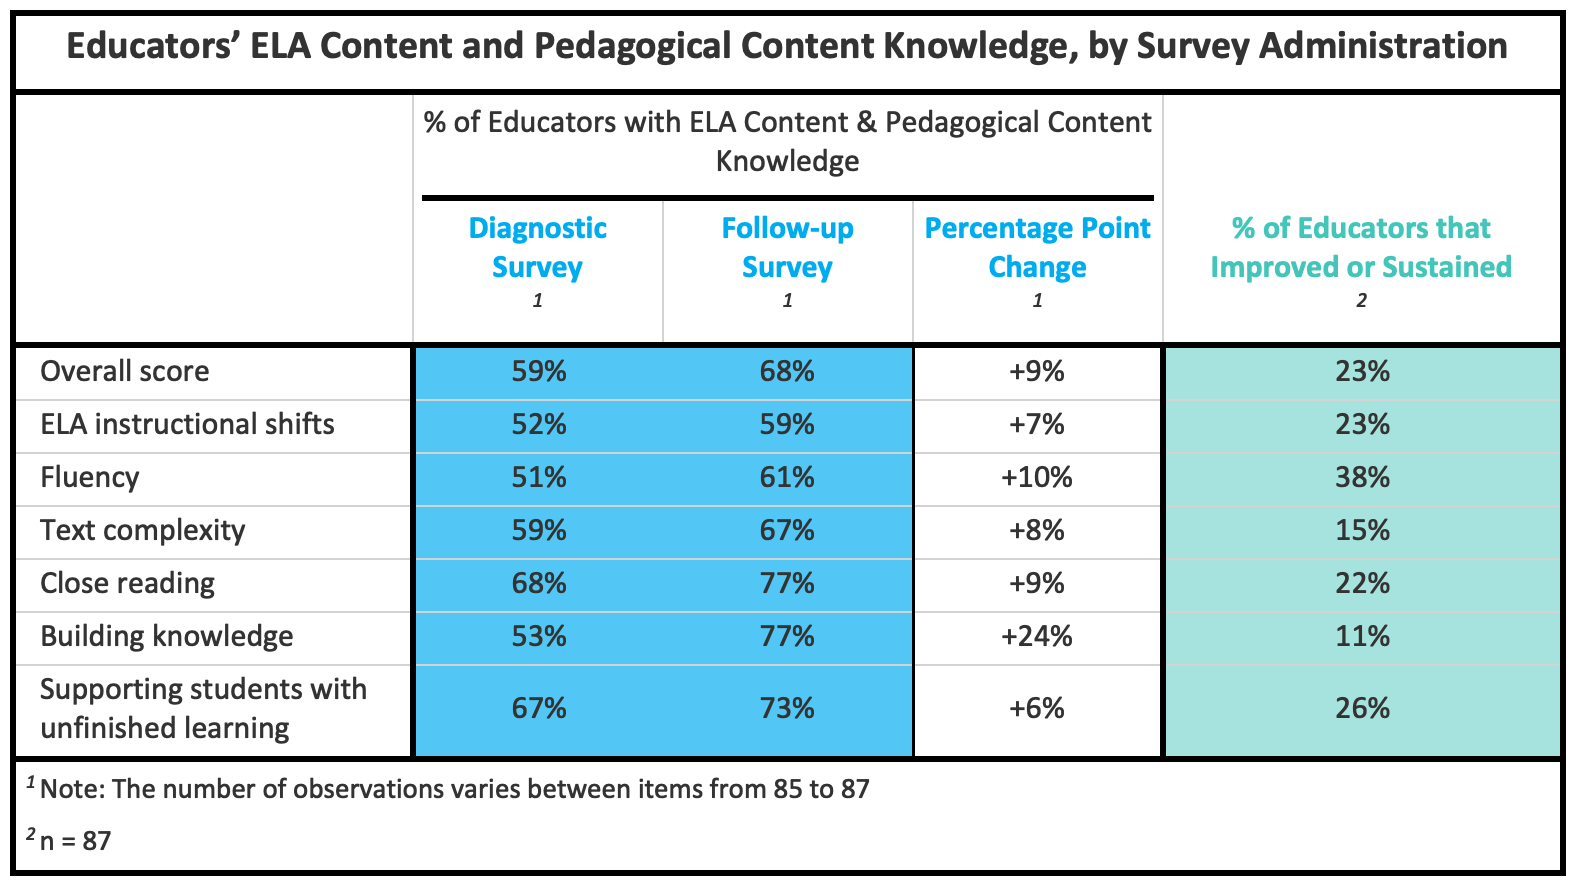 Educators’ ELA Content and Pedagogical Content Knowledge, by Survey Administration
% of Educators with ELA Content & Pedagogical Content
Knowledge
Diagnostic Survey 1
Follow-up Survey 1
Percentage Point Change 1
% of Educators that Improved or Sustained 2
Overall score 59% 68% +9% 23%
ELA instructional shifts 52% 59% +7% 23%
Fluency 51% 61% +10% 38%
Text complexity 59% 67% +8% 15%
Close reading 68% 77% +9% 22%
Building knowledge 53% 77% +24% 11%
Supporting students with
unfinished learning 67% 73% +6% 26%
1 Note: The number of observations varies between items from 85 to 87
2 n = 87